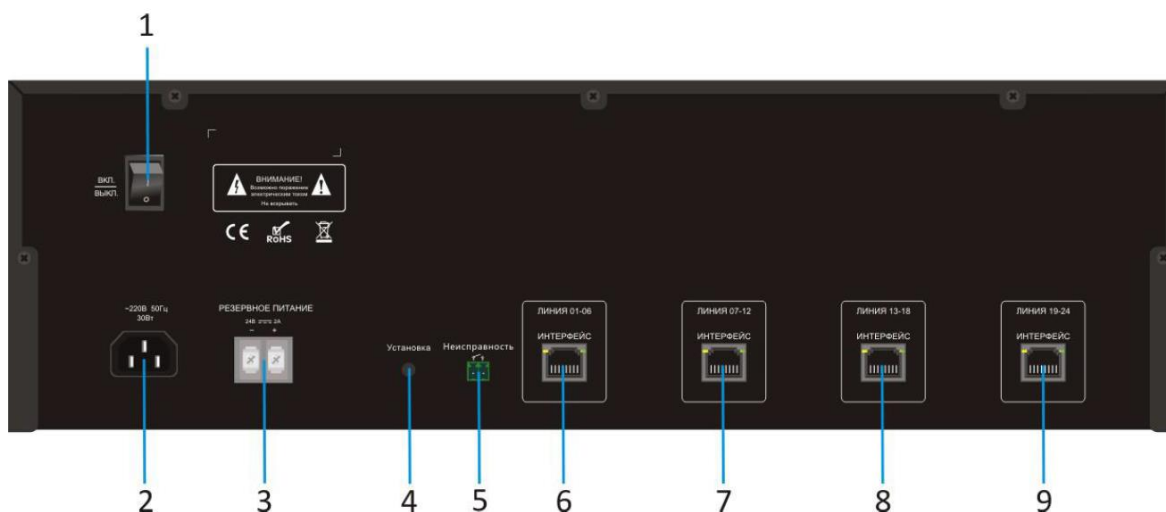 1
ВКЛ.
ВЫКЛ.
ВНИМАНИЕ!
Возможно поражение
электрическим током
Не вскрывать
CE
RoHS
~220В 50Гц
30Вт
РЕЗЕРВНОЕ ПИТАНИЕ
24В 2А
− +
Установка
Неисправность
ЛИНИЯ 01-06
ИНТЕРФЕЙС
ЛИНИЯ 07-12
ИНТЕРФЕЙС
ЛИНИЯ 13-18
ИНТЕРФЕЙС
ЛИНИЯ 19-24
ИНТЕРФЕЙС
2
3
4
5
6
7
8
9